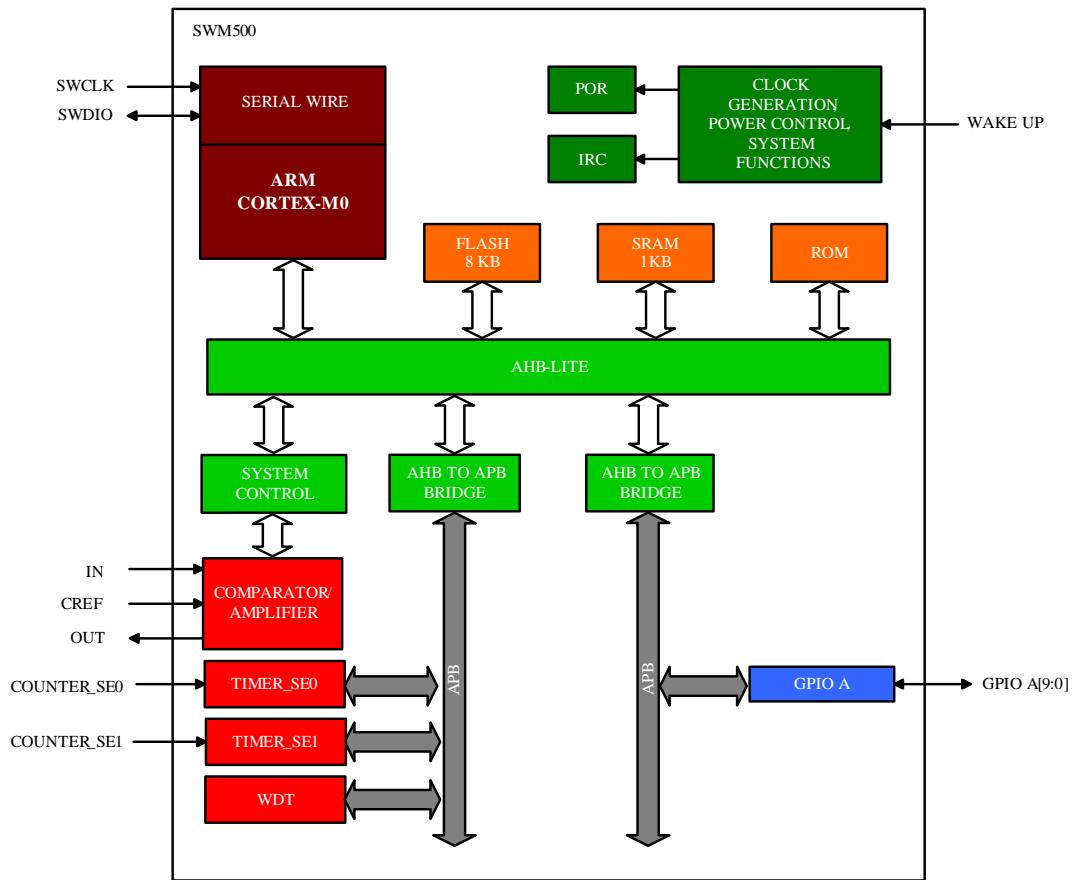 SWM500
SWCLK
SWDIO
SERIAL WIRE
ARM
CORTEX-M0
POR
IRC
CLOCK
GENERATION
POWER CONTROL
SYSTEM
FUNCTIONS
WAKE UP
FLASH
8 KB
SRAM
1KB
ROM
AHB-LITE
SYSTEM
CONTROL
AHB TO APB
BRIDGE
AHB TO APB
BRIDGE
IN
CREF
OUT
COMPARATOR/
AMPLIFIER
COUNTER_SE0
TIMER_SE0
APB
APB
GPIO A
GPIO A[9:0]
COUNTER_SE1
TIMER_SE1
WDT